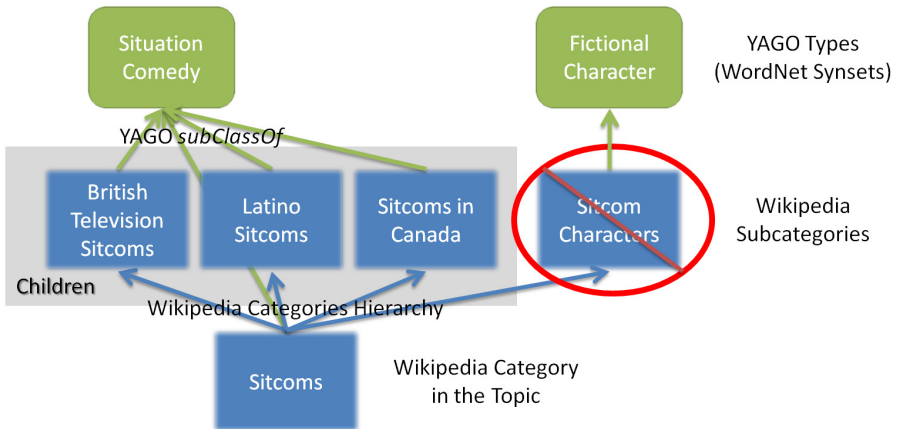 Situation
Comedy
Fictional
Character
YAGO Types
(WordNet Synsets)
YAGO subClassOf
British
Television
Sitcoms
Latino
Sitcoms
Sitcoms in
Canada
Sitcom
Characters
Wikipedia
Subcategories
Children
Wikipedia Categories Hierarchy
Sitcoms
Wikipedia Category
in the Topic